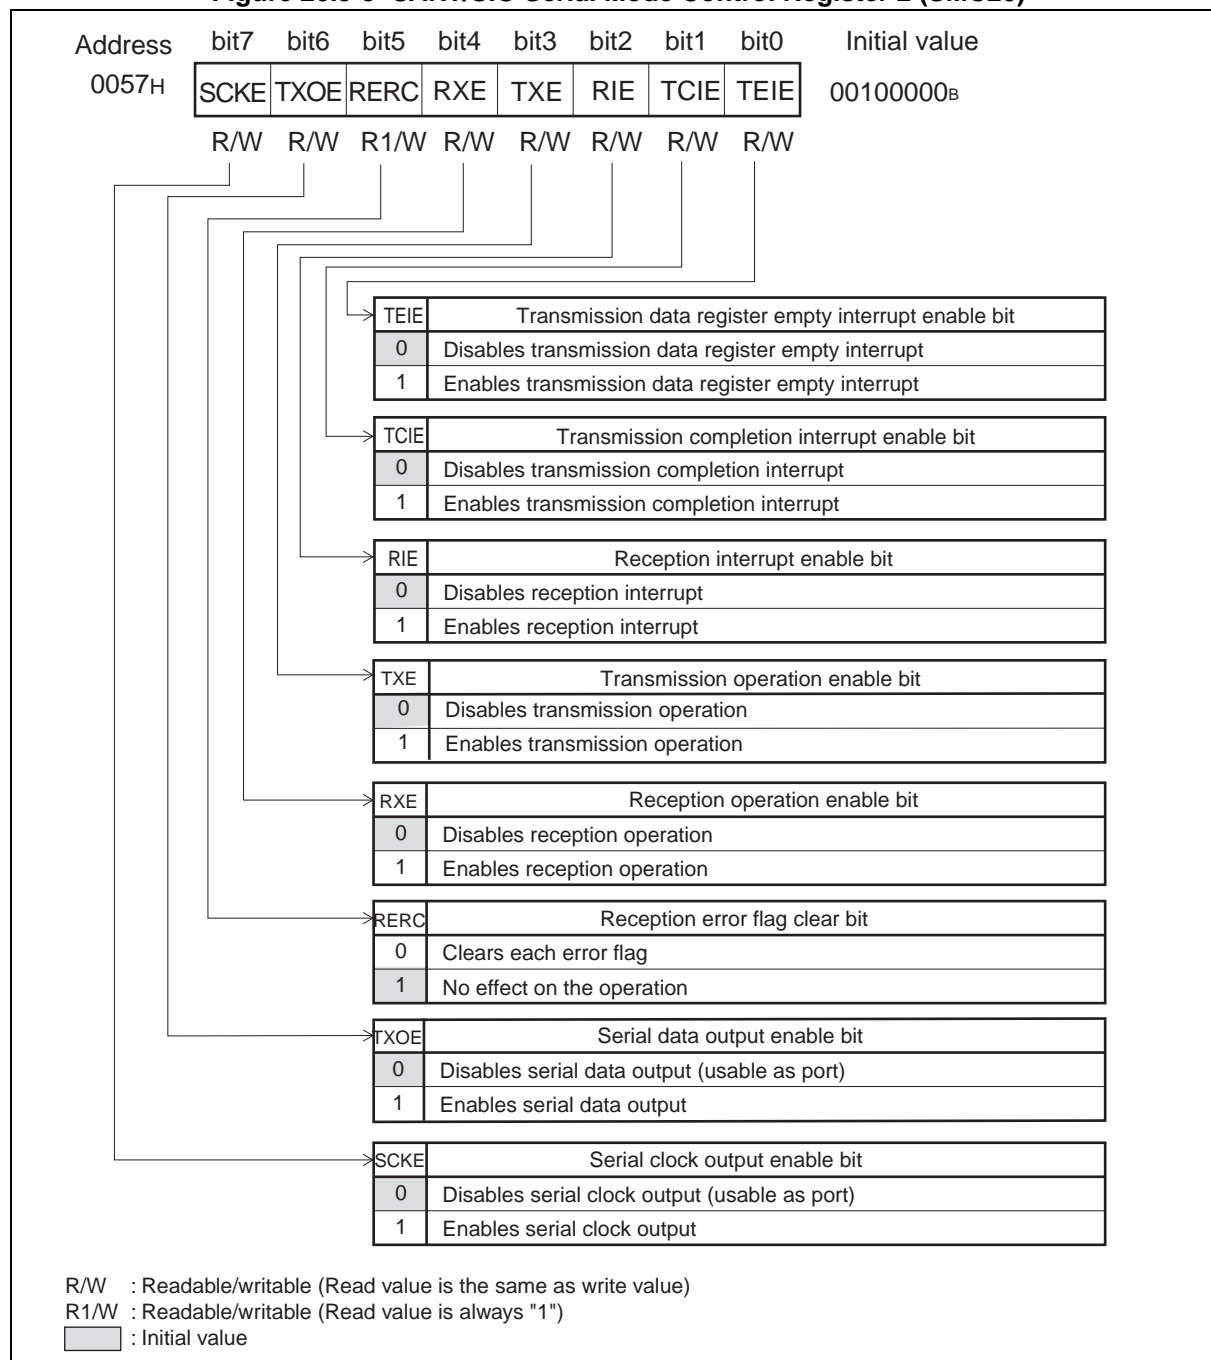 Address bit7 bit6 bit5 bit4 bit3 bit2 bit1 bit0 Initial value
0057H SCKE TXOE RERC RXE TXE RIE TCIE TEIE 00100000B
R/W R/W R1/W R/W R/W R/W R/W R/W
TEIE Transmission data register empty interrupt enable bit
0 Disables transmission data register empty interrupt
1 Enables transmission data register empty interrupt
TCIE Transmission completion interrupt enable bit
0 Disables transmission completion interrupt
1 Enables transmission completion interrupt
RIE Reception interrupt enable bit
0 Disables reception interrupt
1 Enables reception interrupt
TXE Transmission operation enable bit
0 Disables transmission operation
1 Enables transmission operation
RXE Reception operation enable bit
0 Disables reception operation
1 Enables reception operation
RERC Reception error flag clear bit
0 Clears each error flag
1 No effect on the operation
TXOE Serial data output enable bit
0 Disables serial data output (usable as port)
1 Enables serial data output
SCKE Serial clock output enable bit
0 Disables serial clock output (usable as port)
1 Enables serial clock output
R/W : Readable/writable (Read value is the same as write value)
R1/W : Readable/writable (Read value is always "1")
: Initial value